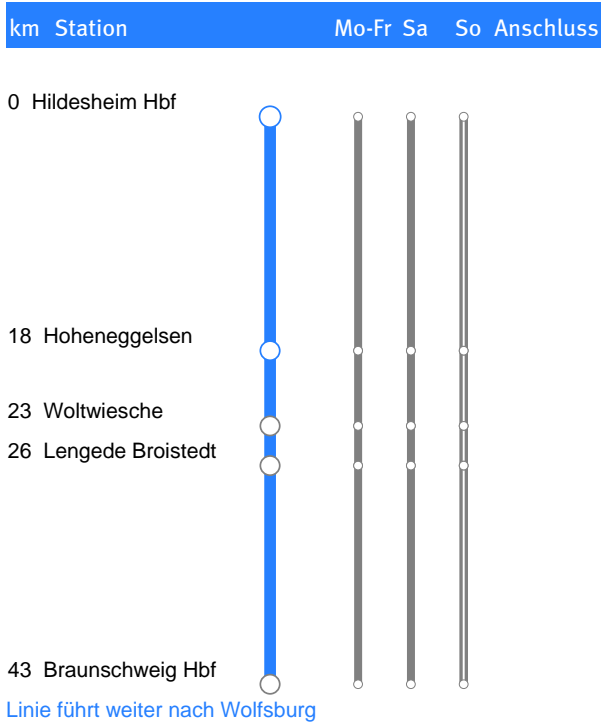 km Station Mo-Fr Sa So Anschluss
0 Hildesheim Hbf
18 Hoheneggelsen
23 Woltwiesche
26 Lengede Broistedt
43 Braunschweig Hbf
Linie führt weiter nach Wolfsburg